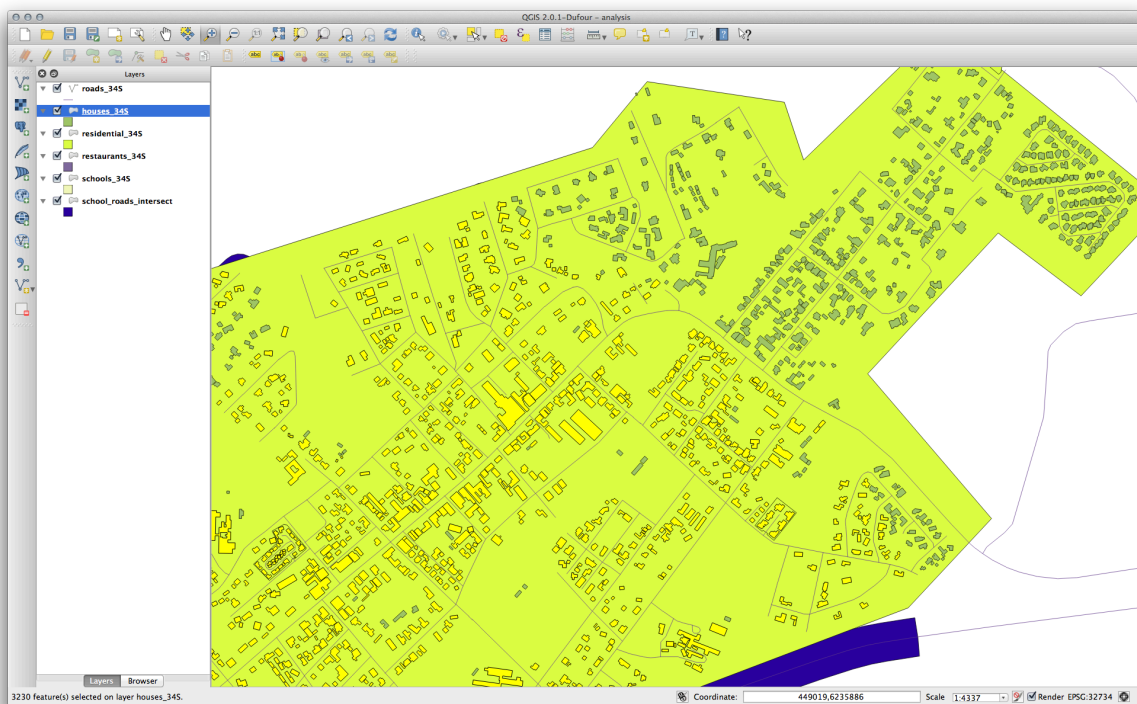 QGIS 2.0.1-Dufour - analysis
Layers
roads_34S
houses_34S
residential_34S
restaurants_34S
schools_34S
school_roads_intersect
Layers Browser
3230 feature(s) selected on layer houses_34S.
Coordinate: 449019,6235886 Scale 1:4337 Render EPSG:32734